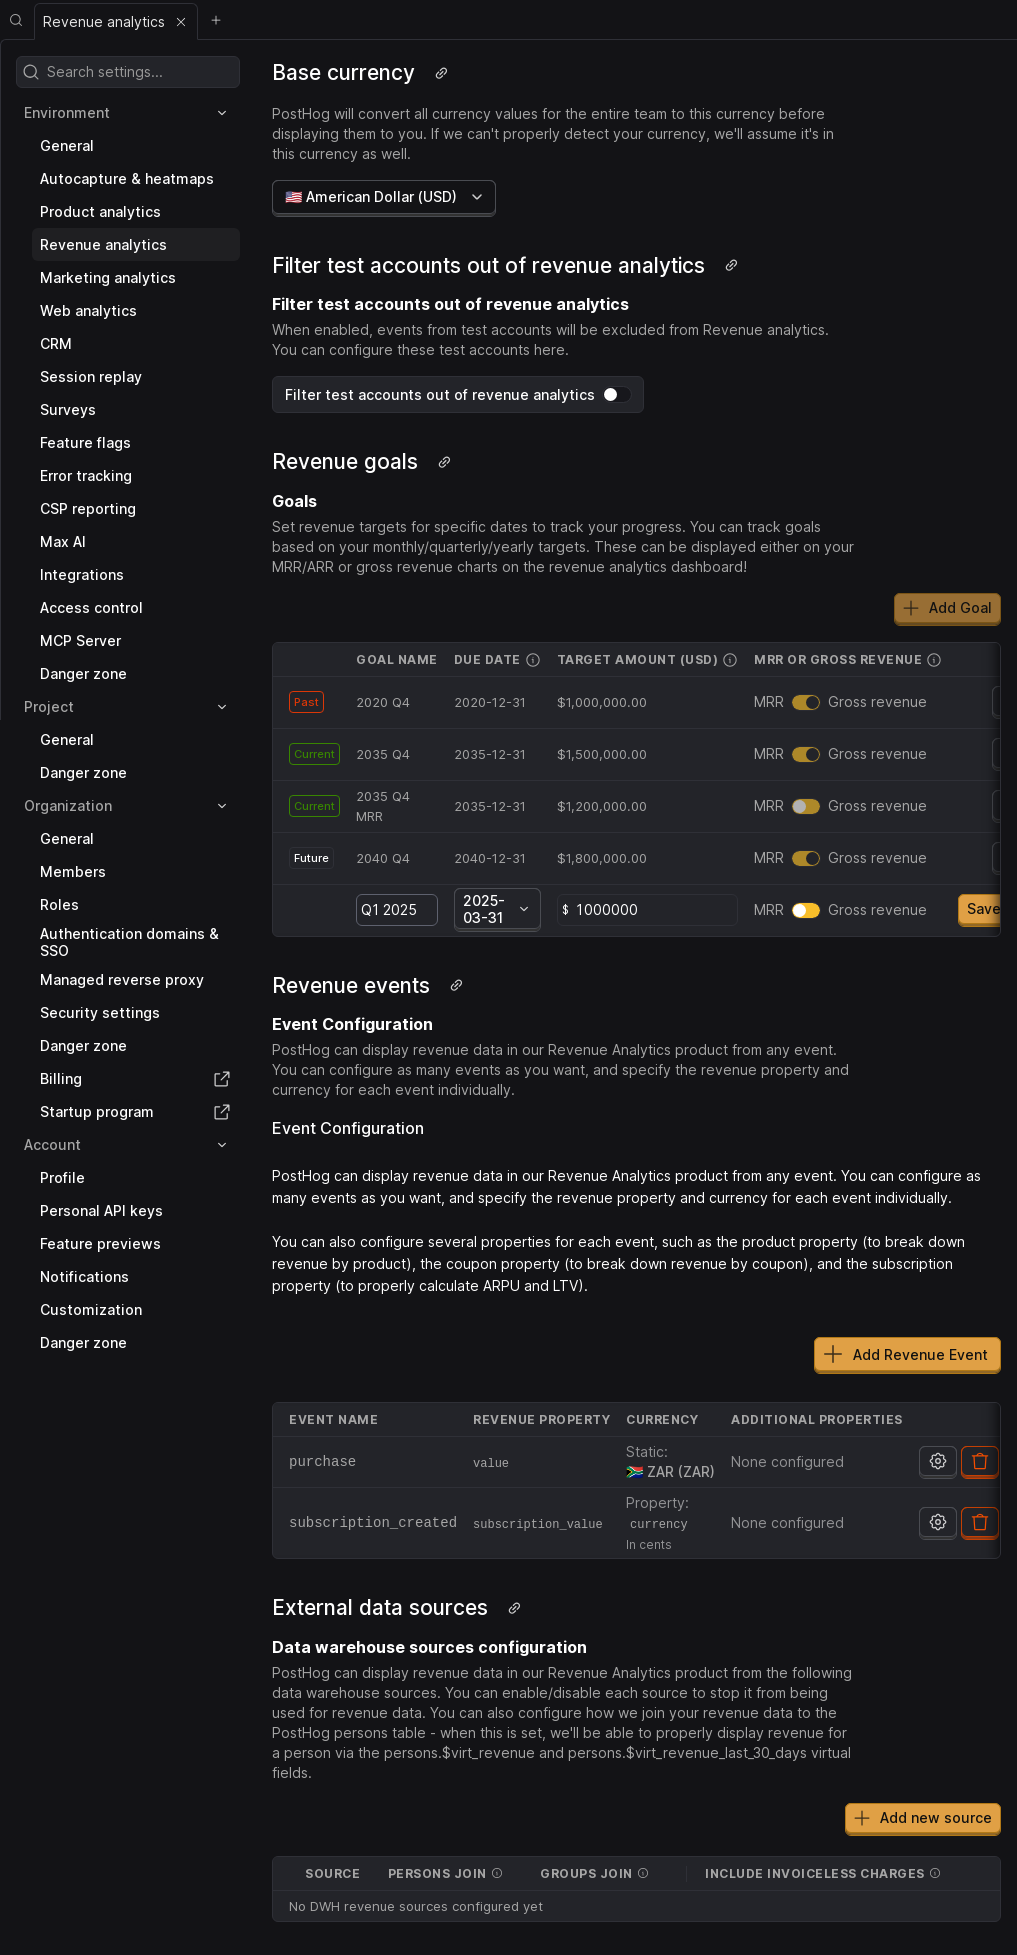 Revenue analytics
Search settings...
Environment
General
Autocapture & heatmaps
Product analytics
Revenue analytics
Marketing analytics
Web analytics
CRM
Session replay
Surveys
Feature flags
Error tracking
CSP reporting
Max AI
Integrations
Access control
MCP Server
Danger zone
Project
General
Danger zone
Organization
General
Members
Roles
Authentication domains &
SSO
Managed reverse proxy
Security settings
Danger zone
Billing
Startup program
Account
Profile
Personal API keys
Feature previews
Notifications
Customization
Danger zone
Base currency
PostHog will convert all currency values for the entire team to this currency before
displaying them to you. If we can't properly detect your currency, we'll assume it's in
this currency as well.
🇺🇸 American Dollar (USD)
Filter test accounts out of revenue analytics
Filter test accounts out of revenue analytics
When enabled, events from test accounts will be excluded from Revenue analytics.
You can configure these test accounts here.
Filter test accounts out of revenue analytics
Revenue goals
Goals
Set revenue targets for specific dates to track your progress. You can track goals
based on your monthly/quarterly/yearly targets. These can be displayed either on your
MRR/ARR or gross revenue charts on the revenue analytics dashboard!
Add Goal
GOAL NAME DUE DATE TARGET AMOUNT (USD) MRR OR GROSS REVENUE
Past 2020 Q4 2020-12-31 $1,000,000.00 MRR Gross revenue
Current 2035 Q4 2035-12-31 $1,500,000.00 MRR Gross revenue
Current 2035 Q4 MRR 2035-12-31 $1,200,000.00 MRR Gross revenue
Future 2040 Q4 2040-12-31 $1,800,000.00 MRR Gross revenue
Q1 2025 2025-03-31 $ 1000000 MRR Gross revenue Save
Revenue events
Event Configuration
PostHog can display revenue data in our Revenue Analytics product from any event.
You can configure as many events as you want, and specify the revenue property and
currency for each event individually.
Event Configuration
PostHog can display revenue data in our Revenue Analytics product from any event. You can configure as
many events as you want, and specify the revenue property and currency for each event individually.
You can also configure several properties for each event, such as the product property (to break down
revenue by product), the coupon property (to break down revenue by coupon), and the subscription
property (to properly calculate ARPU and LTV).
Add Revenue Event
EVENT NAME REVENUE PROPERTY CURRENCY ADDITIONAL PROPERTIES
purchase value Static: 🇿🇦 ZAR (ZAR) None configured
subscription_created subscription_value Property: currency In cents None configured
External data sources
Data warehouse sources configuration
PostHog can display revenue data in our Revenue Analytics product from the following
data warehouse sources. You can enable/disable each source to stop it from being
used for revenue data. You can also configure how we join your revenue data to the
PostHog persons table - when this is set, we'll be able to properly display revenue for
a person via the persons.$virt_revenue and persons.$virt_revenue_last_30_days virtual
fields.
Add new source
SOURCE PERSONS JOIN GROUPS JOIN INCLUDE INVOICELESS CHARGES
No DWH revenue sources configured yet